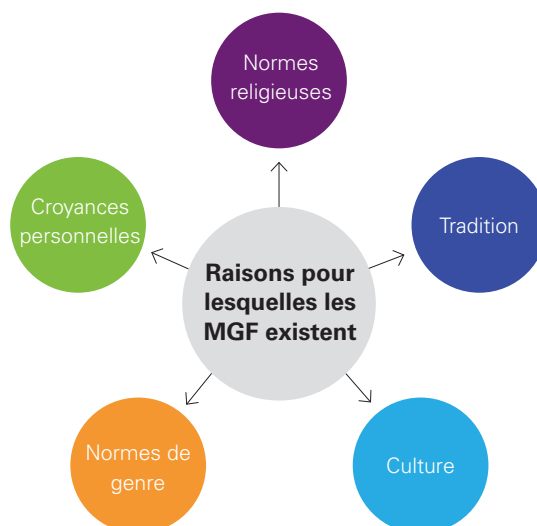 Normes
religieuses
Croyances
personnelles
Tradition
Raisons pour
lesquelles les
MGF existent
Normes de
genre
Culture